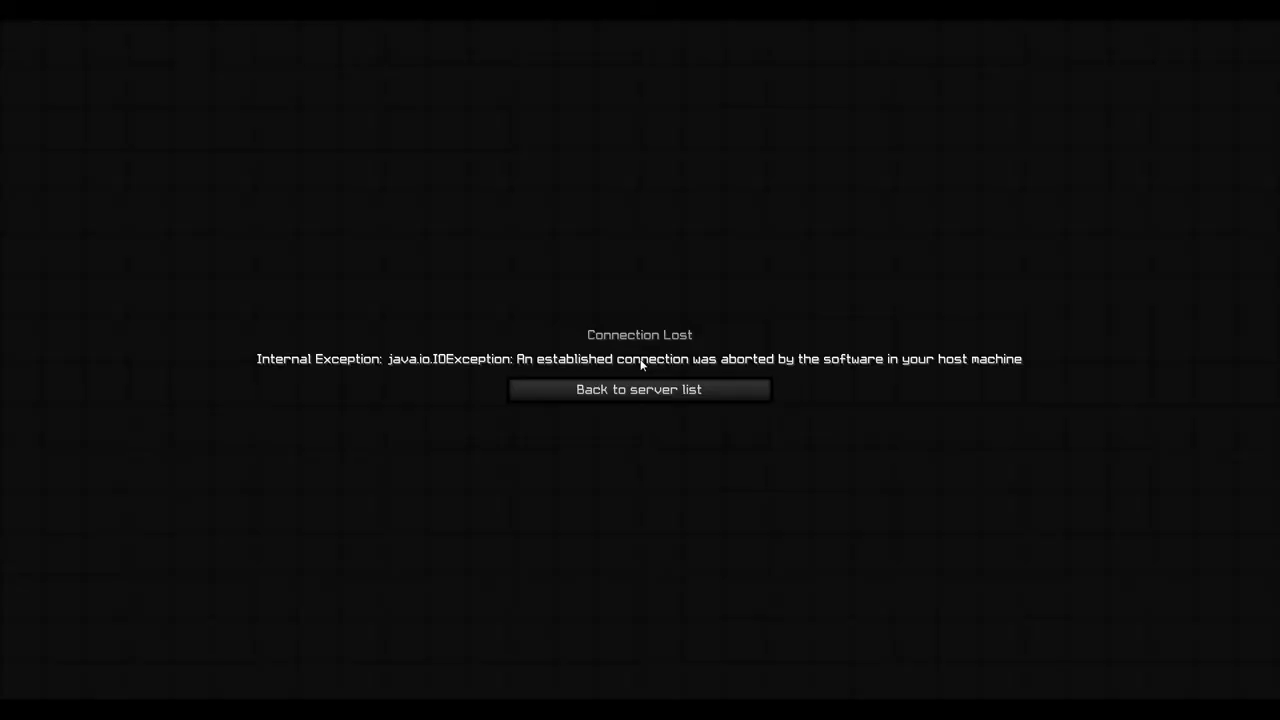 Connection Lost
Internal Exception: java.io.IOException: An established connection was aborted by the software in your host machine
Back to server list